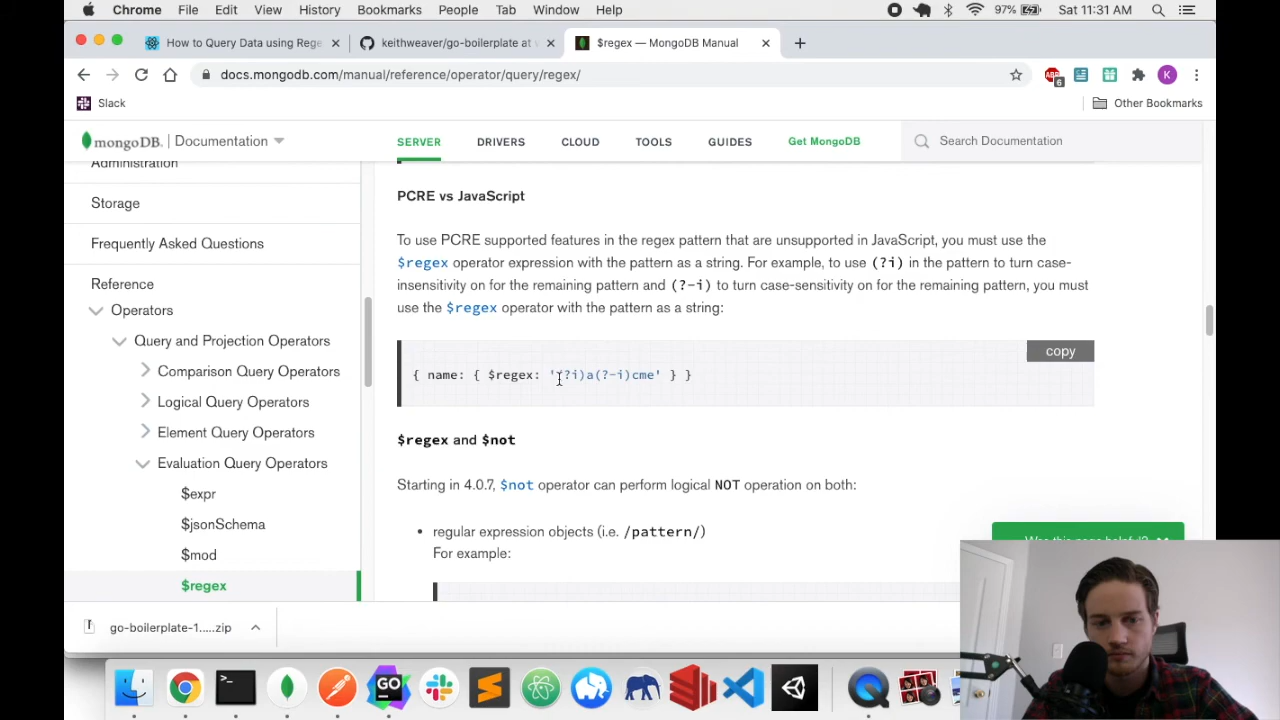 Chrome File Edit View History Bookmarks People Tab Window Help 97% Sat 11:31 AM
How to Query Data using Rege × keithweaver/go-boilerplate at × $regex — MongoDB Manual × +
docs.mongodb.com/manual/reference/operator/query/regex/ ABP 6 K
Slack Other Bookmarks
mongoDB. Documentation SERVER DRIVERS CLOUD TOOLS GUIDES Get MongoDB Search Documentation
Administration
Storage
Frequently Asked Questions
Reference
Operators
Query and Projection Operators
Comparison Query Operators
Logical Query Operators
Element Query Operators
Evaluation Query Operators
$expr
$jsonSchema
$mod
$regex
PCRE vs JavaScript
To use PCRE supported features in the regex pattern that are unsupported in JavaScript, you must use the
$regex operator expression with the pattern as a string. For example, to use (?i) in the pattern to turn case-
insensitivity on for the remaining pattern and (?-i) to turn case-sensitivity on for the remaining pattern, you must
use the $regex operator with the pattern as a string:
copy
{ name: { $regex: '(?i)a(?-i)cme' } }
$regex and $not
Starting in 4.0.7, $not operator can perform logical NOT operation on both:
• regular expression objects (i.e. /pattern/)
For example:
Was this page helpful?
go-boilerplate-1.....zip
GO